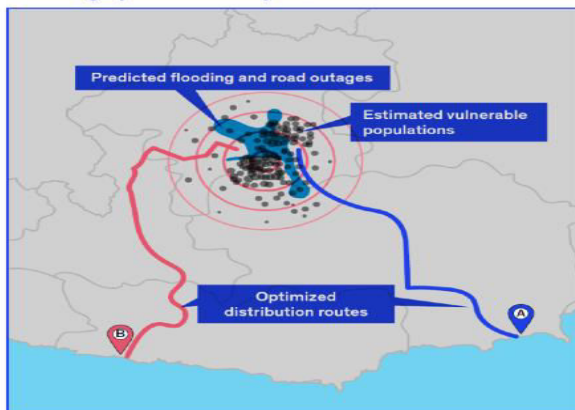 Predicted flooding and road outages
Estimated vulnerable
populations
Optimized
distribution routes
B
A